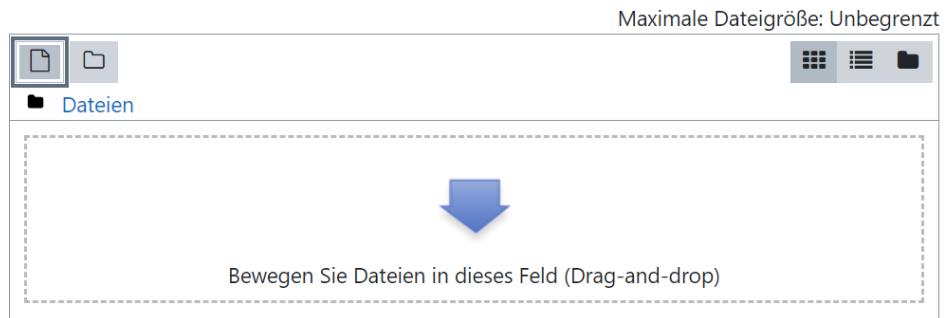 Maximale Dateigröße: Unbegrenzt
Dateien
Bewegen Sie Dateien in dieses Feld (Drag-and-drop)